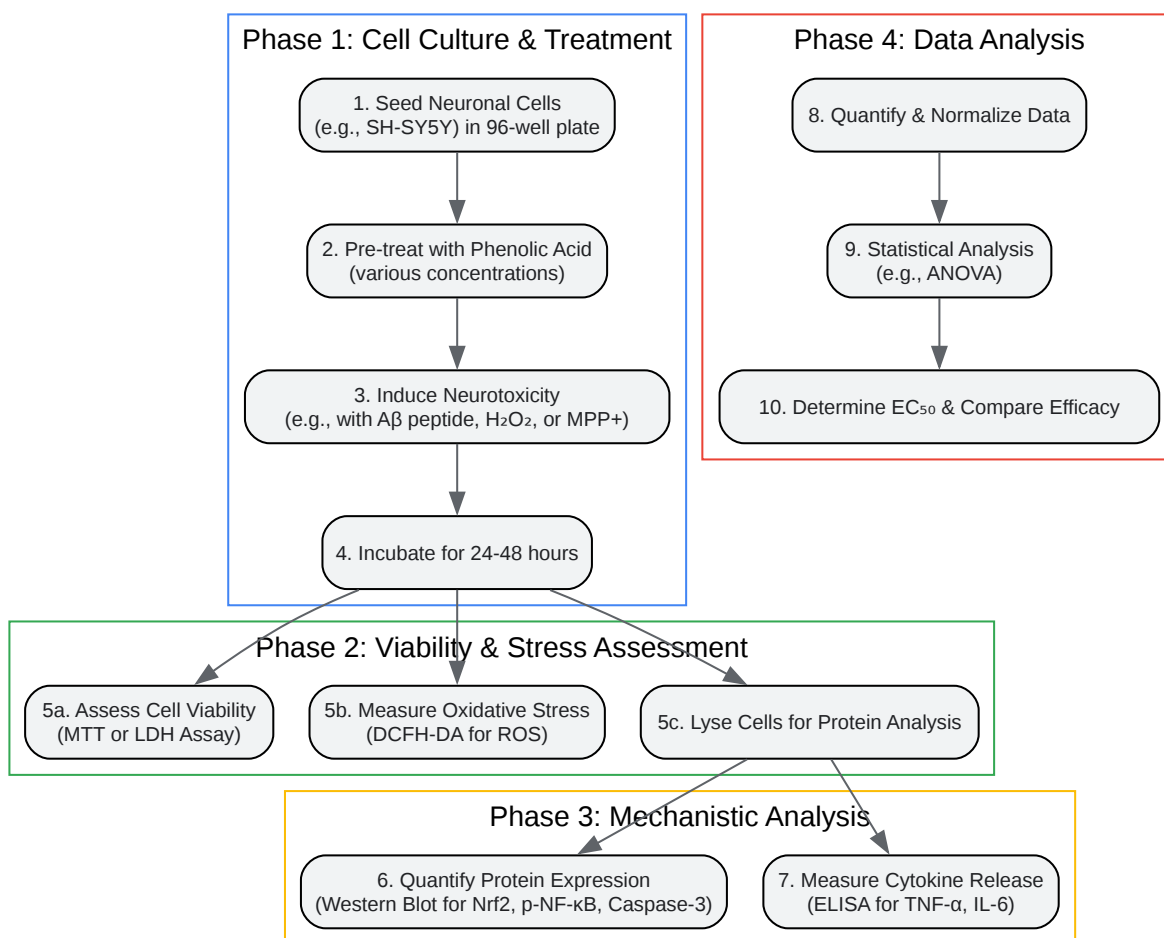 Phase 1: Cell Culture & Treatment
1. Seed Neuronal Cells
(e.g., SH-SY5Y) in 96-well plate
2. Pre-treat with Phenolic Acid
(various concentrations)
3. Induce Neurotoxicity
(e.g., with Aβ peptide, H₂O₂, or MPP+)
4. Incubate for 24-48 hours
Phase 2: Viability & Stress Assessment
5a. Assess Cell Viability
(MTT or LDH Assay)
5b. Measure Oxidative Stress
(DCFH-DA for ROS)
5c. Lyse Cells for Protein Analysis
Phase 3: Mechanistic Analysis
6. Quantify Protein Expression
(Western Blot for Nrf2, p-NF-κB, Caspase-3)
7. Measure Cytokine Release
(ELISA for TNF-α, IL-6)
Phase 4: Data Analysis
8. Quantify & Normalize Data
9. Statistical Analysis
(e.g., ANOVA)
10. Determine EC₅₀ & Compare Efficacy